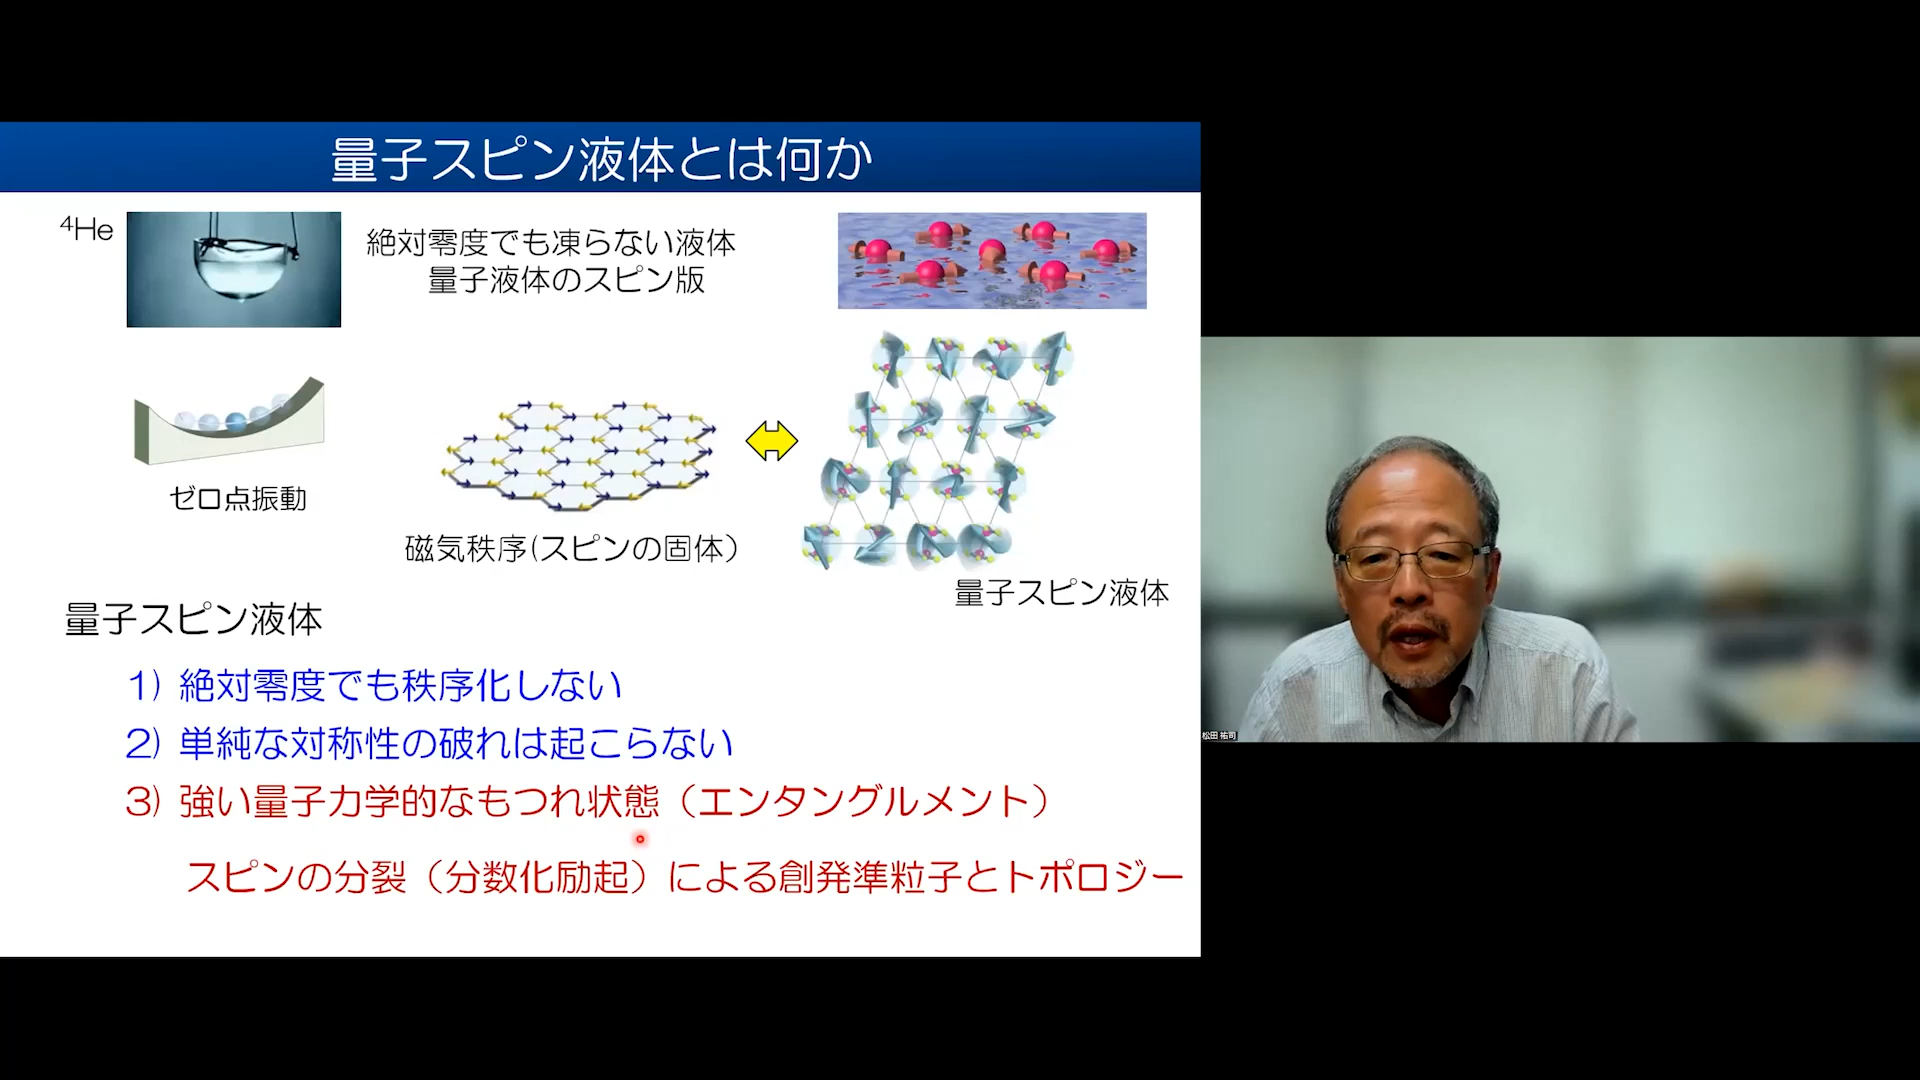 量子スピン液体とは何か
⁴He
絶対零度でも凍らない液体
量子液体のスピン版
ゼロ点振動
磁気秩序(スピンの固体)
量子スピン液体
量子スピン液体
1) 絶対零度でも秩序化しない
2) 単純な対称性の破れは起こらない
3) 強い量子力学的なもつれ状態（エンタングルメント）
スピンの分裂（分数化励起）による創発準粒子とトポロジー
松田 祐司